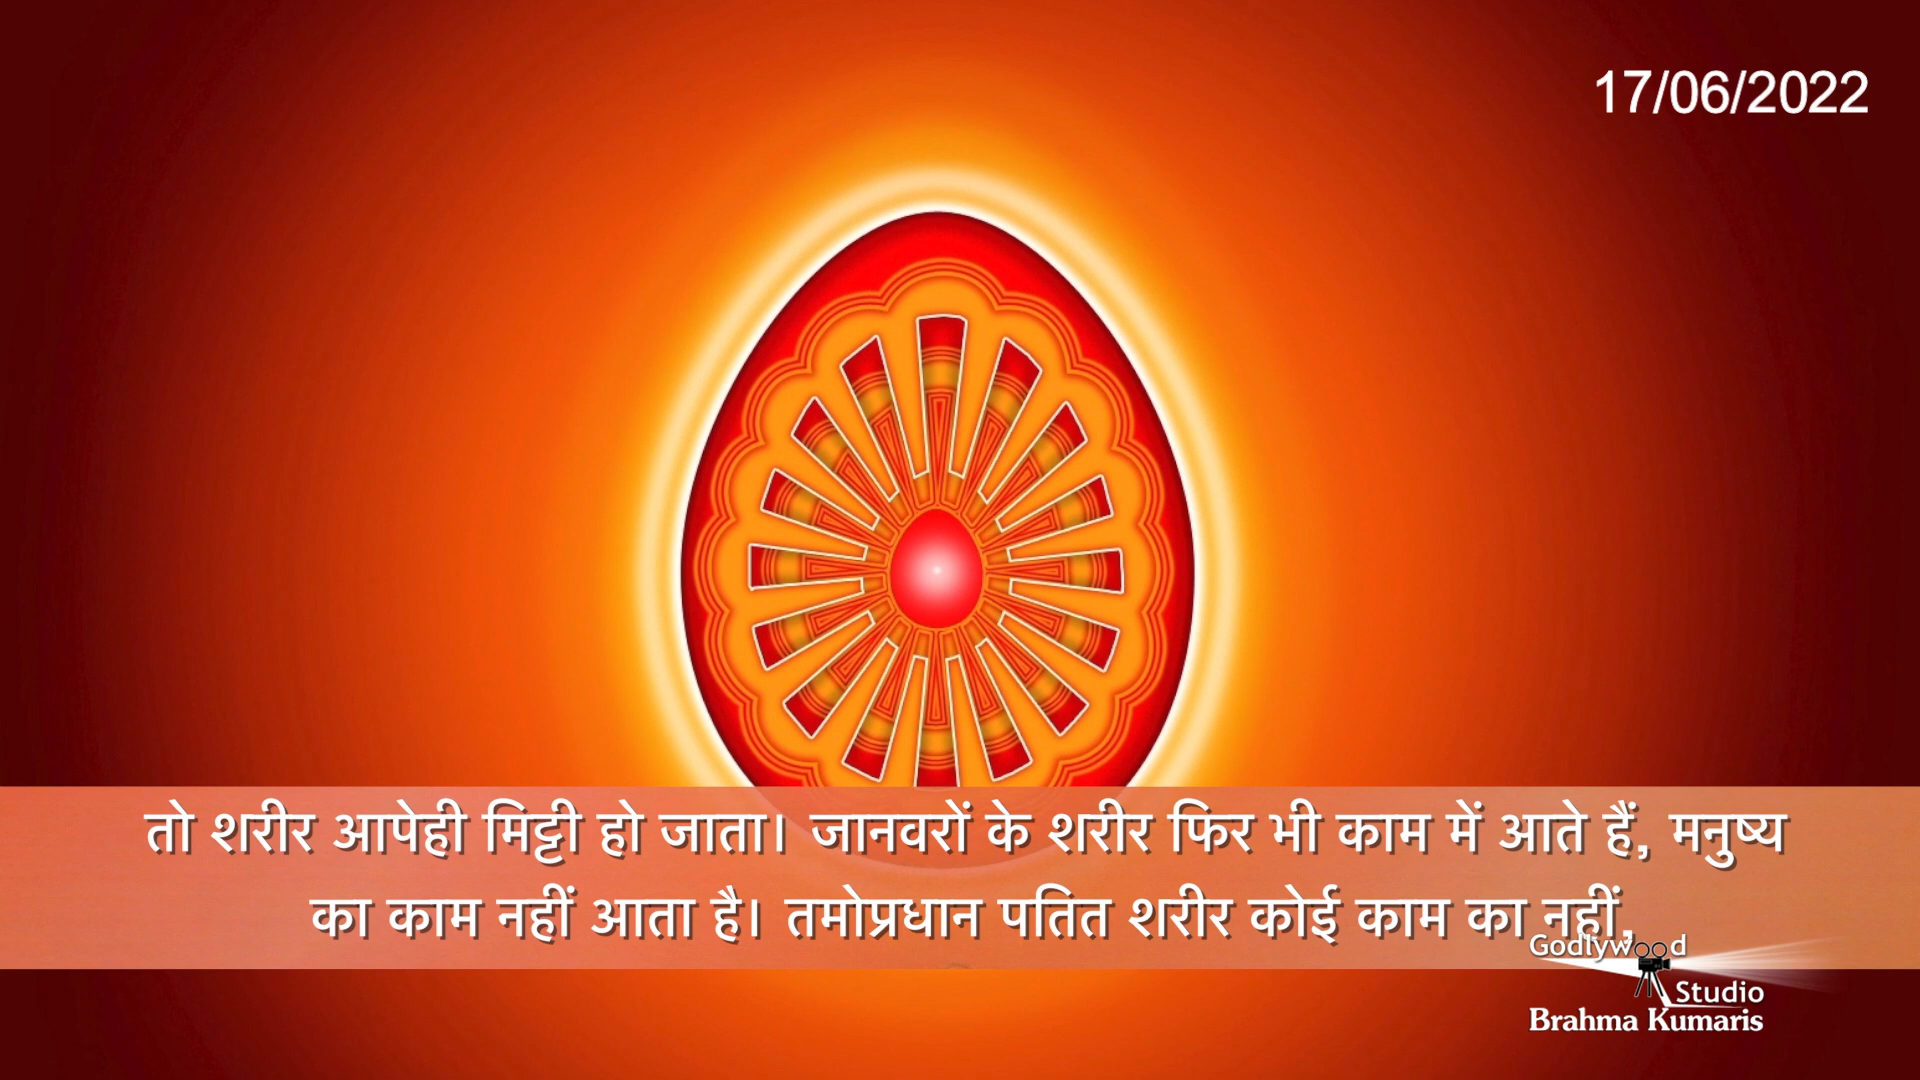 17/06/2022
तो शरीर आपेही मिट्टी हो जाता। जानवरों के शरीर फिर भी काम में आते हैं, मनुष्य
का काम नहीं आता है। तमोप्रधान पतित शरीर कोई काम का नहीं,
Godlywood
Studio
Brahma Kumaris